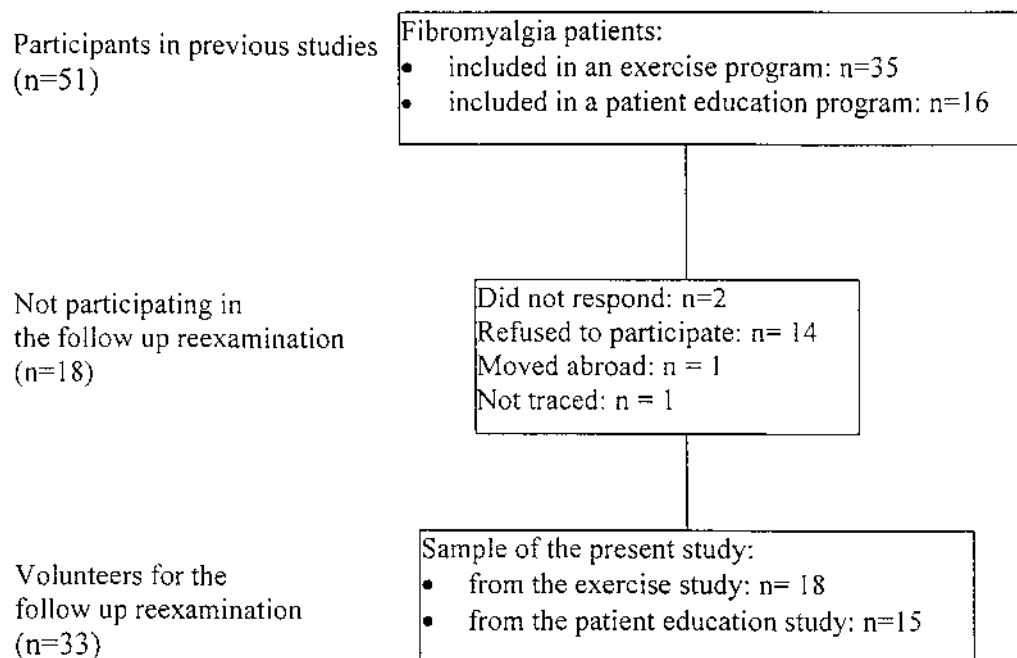 Participants in previous studies
(n=51)
Fibromyalgia patients:
• included in an exercise program: n=35
• included in a patient education program: n=16
Not participating in
the follow up reexamination
(n=18)
Did not respond: n=2
Refused to participate: n= 14
Moved abroad: n = 1
Not traced: n = 1
Volunteers for the
follow up reexamination
(n=33)
Sample of the present study:
• from the exercise study: n= 18
• from the patient education study: n=15